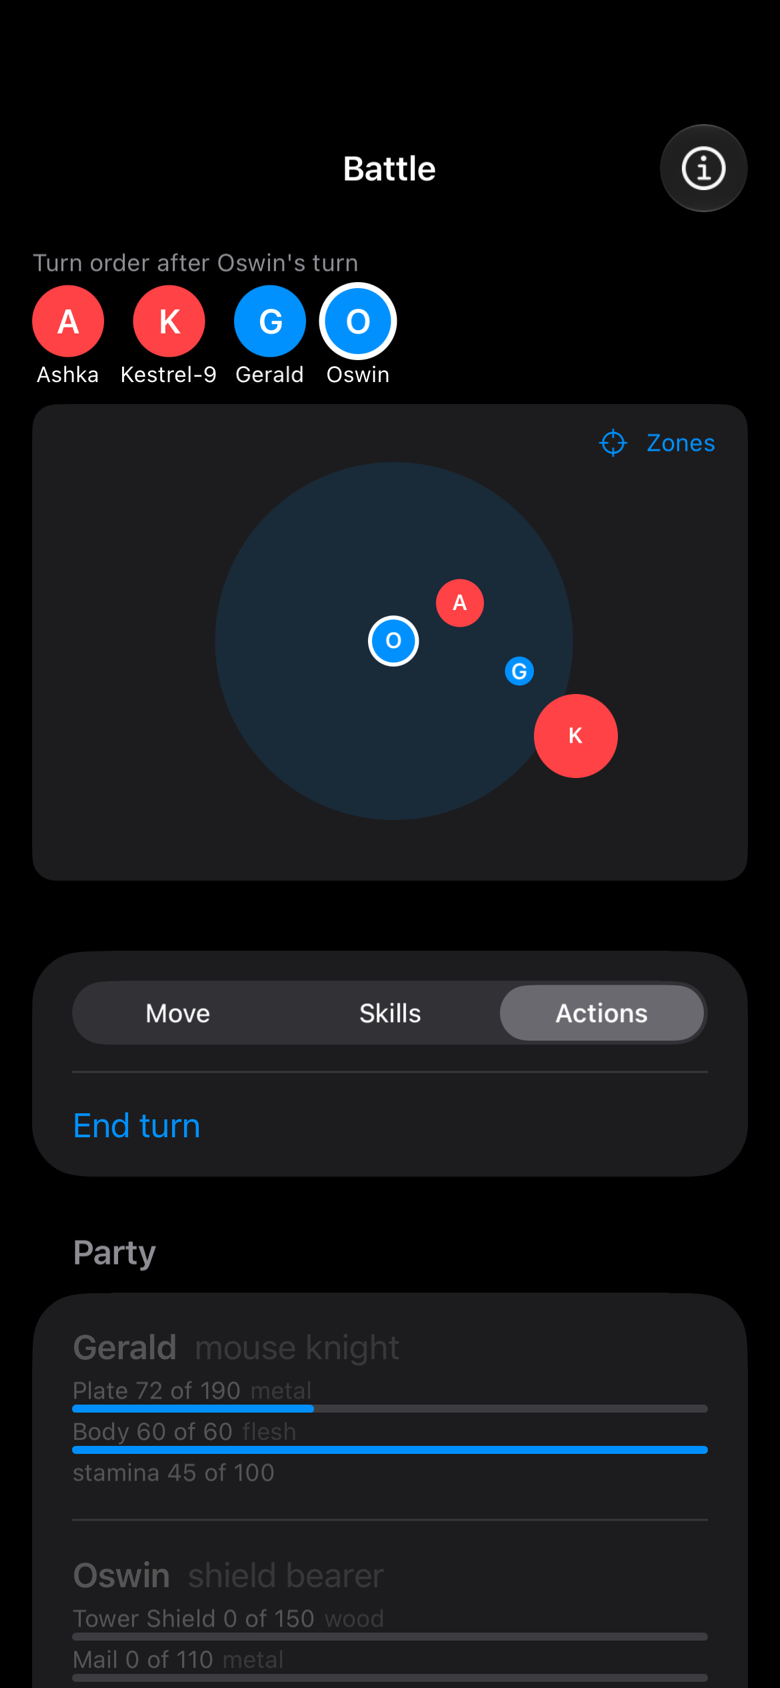 Battle
Turn order after Oswin's turn
A K G O
Ashka Kestrel-9 Gerald Oswin
Zones
A
O
G
K
Move Skills Actions
End turn
Party
Gerald mouse knight
Plate 72 of 190 metal
Body 60 of 60 flesh
stamina 45 of 100
Oswin shield bearer
Tower Shield 0 of 150 wood
Mail 0 of 110 metal